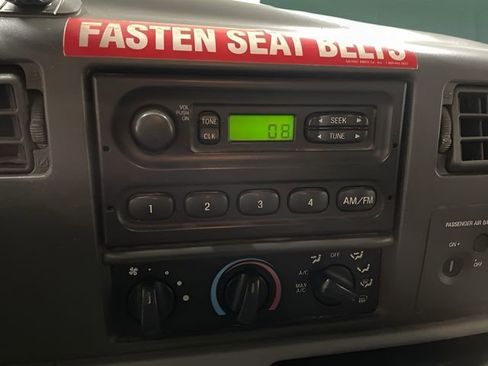 FASTEN SEAT BELTS
VOL
PUSH
ON
TONE
CLK
08
SEEK
TUNE
1
2
3
4
AM/FM
OFF
A/C
MAX
A/C
PASSENGER AIR BA
ON
OFF